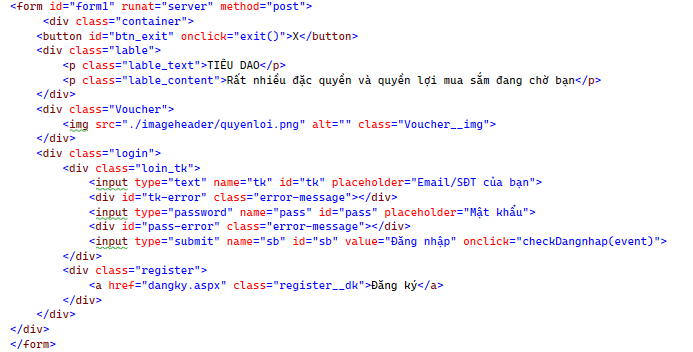 <form id="form1" runat="server" method="post">
<div class="container">
<button id="btn_exit" onclick="exit()">X</button>
<div class="lable">
<p class="lable_text">TIÊU DAO</p>
<p class="lable_content">Rất nhiều đặc quyền và quyền lợi mua sắm đang chờ bạn</p>
</div>
<div class="Voucher">
<img src="./imageheader/quyenloi.png" alt="" class="Voucher__img">
</div>
<div class="login">
<div class="loin_tk">
<input type="text" name="tk" id="tk" placeholder="Email/SĐT của bạn">
<div id="tk-error" class="error-message"></div>
<input type="password" name="pass" id="pass" placeholder="Mật khẩu">
<div id="pass-error" class="error-message"></div>
<input type="submit" name="sb" id="sb" value="Đăng nhập" onclick="checkDangnhap(event)">
</div>
<div class="register">
<a href="dangky.aspx" class="register__dk">Đăng ký</a>
</div>
</div>
</div>
</form>